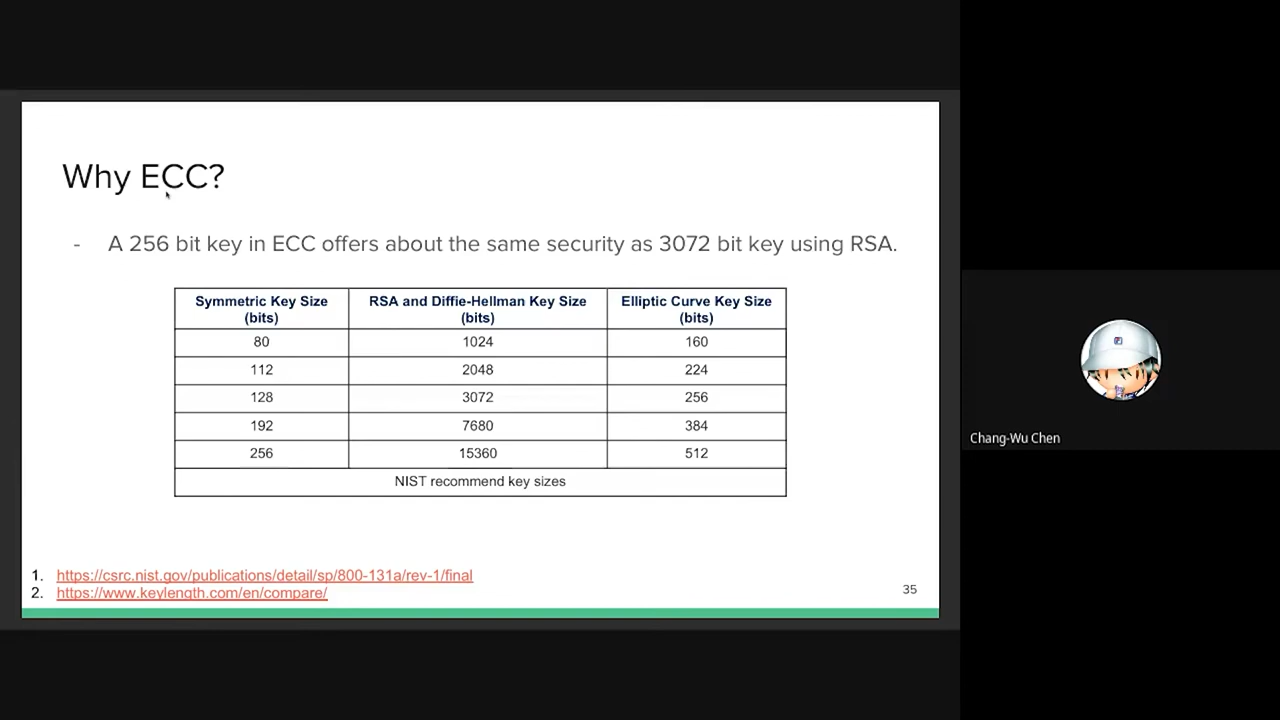 Why ECC?
- A 256 bit key in ECC offers about the same security as 3072 bit key using RSA.
Symmetric Key Size (bits) RSA and Diffie-Hellman Key Size (bits) Elliptic Curve Key Size (bits)
80 1024 160
112 2048 224
128 3072 256
192 7680 384
256 15360 512
NIST recommend key sizes
1. https://csrc.nist.gov/publications/detail/sp/800-131a/rev-1/final
2. https://www.keylength.com/en/compare/
35
Chang-Wu Chen